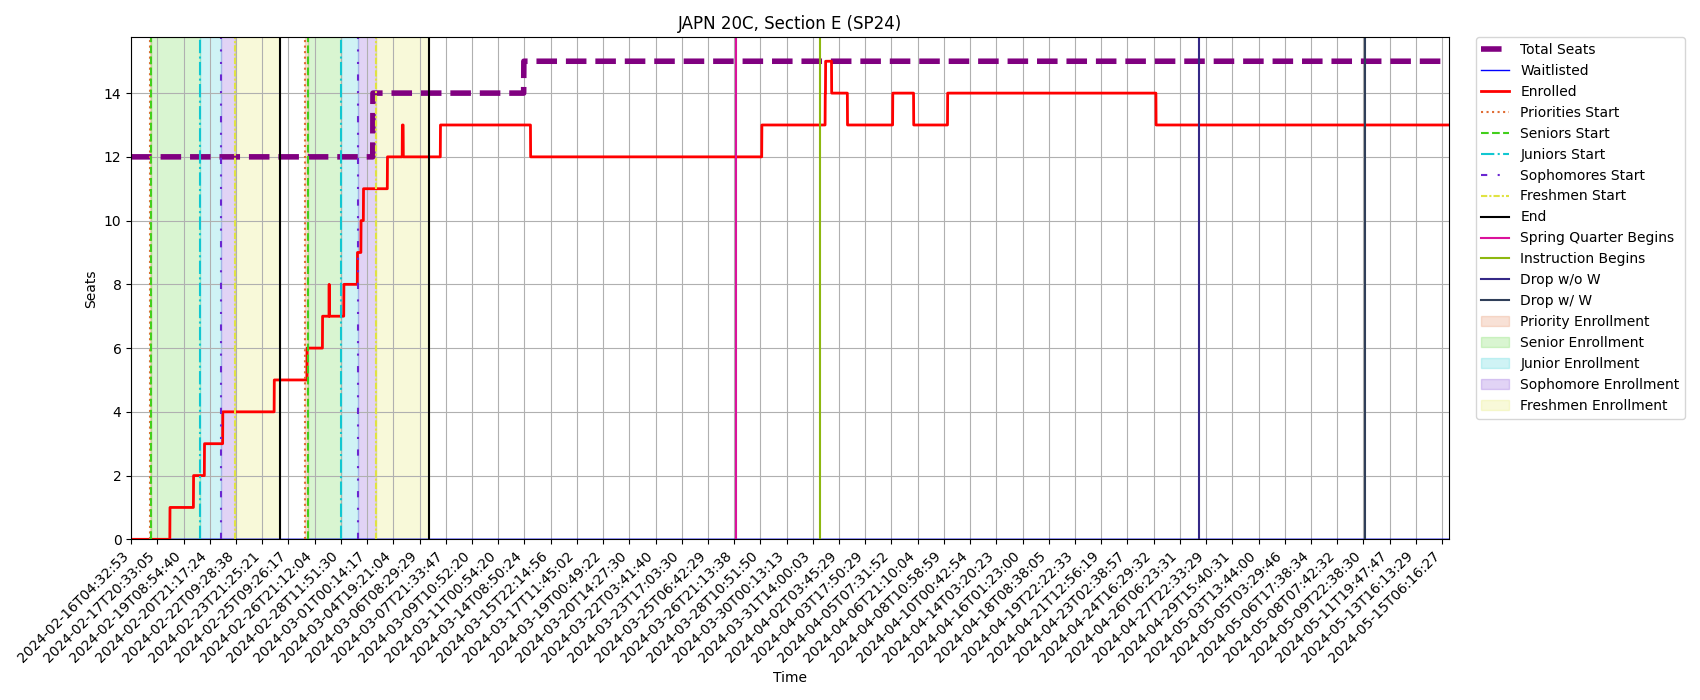 JAPN 20C, Section E (SP24)
Seats
14
12
10
8
6
4
2
0
2024-02-16T04:32:53
2024-02-17T20:33:05
2024-02-19T08:54:40
2024-02-20T21:17:24
2024-02-22T09:28:38
2024-02-23T21:25:21
2024-02-25T09:26:17
2024-02-26T21:12:04
2024-02-28T11:51:30
2024-03-01T00:14:17
2024-03-04T19:21:04
2024-03-06T08:29:29
2024-03-07T21:33:47
2024-03-09T10:52:20
2024-03-11T00:54:20
2024-03-14T08:50:24
2024-03-15T22:14:56
2024-03-17T11:45:02
2024-03-19T00:49:22
2024-03-20T14:27:30
2024-03-22T03:41:40
2024-03-23T17:03:30
2024-03-25T06:42:29
2024-03-26T21:13:38
2024-03-28T10:51:50
2024-03-30T00:13:13
2024-03-31T14:00:03
2024-04-02T03:45:29
2024-04-03T17:50:29
2024-04-05T07:31:52
2024-04-06T21:10:04
2024-04-08T10:58:59
2024-04-10T00:42:54
2024-04-14T03:20:23
2024-04-16T01:23:00
2024-04-18T08:38:05
2024-04-19T22:22:33
2024-04-21T12:56:19
2024-04-23T02:38:57
2024-04-24T16:29:32
2024-04-26T06:23:31
2024-04-27T22:33:29
2024-04-29T15:40:31
2024-05-03T13:44:00
2024-05-05T03:29:46
2024-05-06T17:38:34
2024-05-08T07:42:32
2024-05-09T22:38:30
2024-05-11T19:47:47
2024-05-13T16:13:29
2024-05-15T06:16:27
Time
Total Seats
Waitlisted
Enrolled
Priorities Start
Seniors Start
Juniors Start
Sophomores Start
Freshmen Start
End
Spring Quarter Begins
Instruction Begins
Drop w/o W
Drop w/ W
Priority Enrollment
Senior Enrollment
Junior Enrollment
Sophomore Enrollment
Freshmen Enrollment